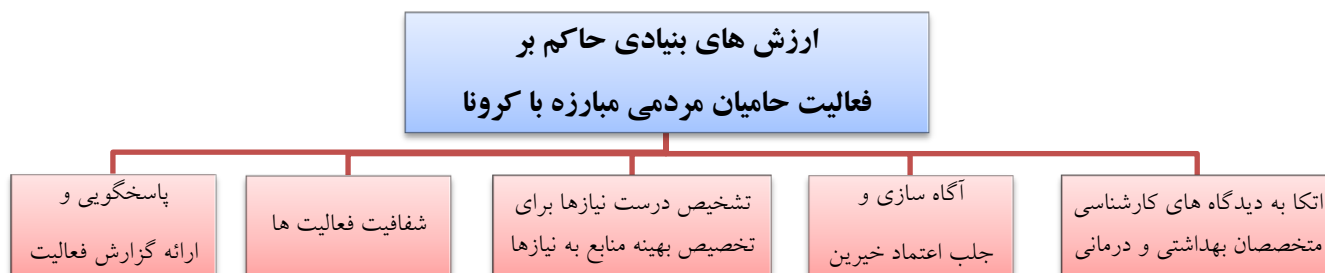 ارزش های بنیادی حاکم بر
فعالیت حامیان مردمی مبارزه با کرونا
اتکا به دیدگاه های کارشناسی
متخصصان بهداشتی و درمانی
آگاه سازی و
جلب اعتماد خیرین
تشخیص درست نیازها برای
تخصیص بهینه منابع به نیازها
شفافیت فعالیت ها
پاسخگویی و
ارائه گزارش فعالیت